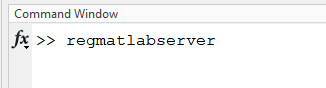 Command Window
fx >> regmatlabserver